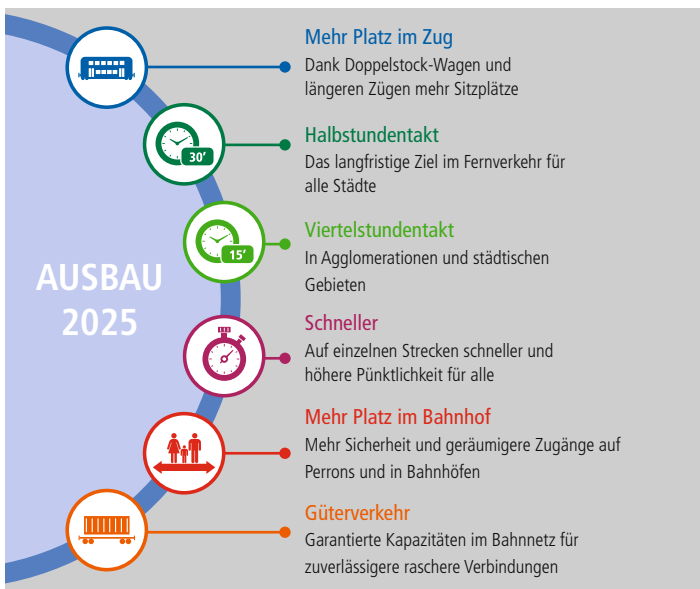 Mehr Platz im Zug
Dank Doppelstock-Wagen und
längeren Zügen mehr Sitzplätze
30'
Halbstundentakt
Das langfristige Ziel im Fernverkehr für
alle Städte
15'
Viertelstundentakt
In Agglomerationen und städtischen
Gebieten
AUSBAU
2025
Schneller
Auf einzelnen Strecken schneller und
höhere Pünktlichkeit für alle
Mehr Platz im Bahnhof
Mehr Sicherheit und geräumigere Zugänge auf
Perrons und in Bahnhöfen
Güterverkehr
Garantierte Kapazitäten im Bahnnetz für
zuverlässigere raschere Verbindungen